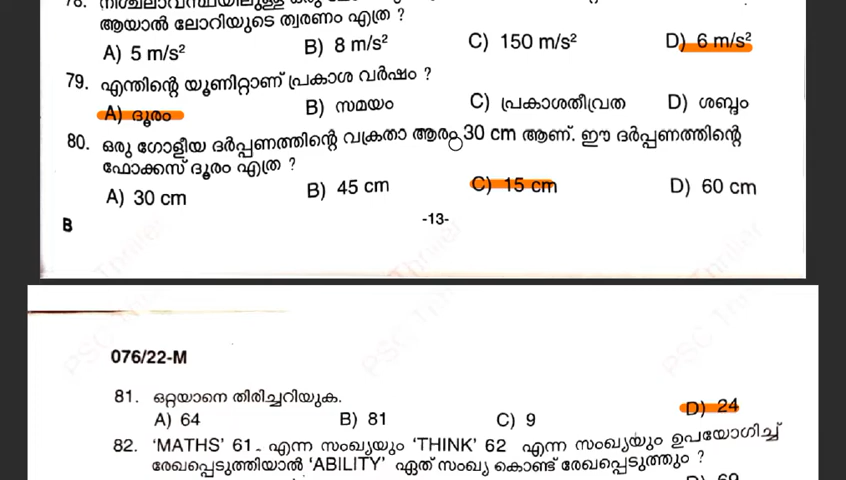 ആയാൽ ലോറിയുടെ ത്വരണം എത്ര ?
A) 5 m/s² B) 8 m/s² C) 150 m/s² D) 6 m/s²
79. എന്തിന്റെ യൂണിറ്റാണ് പ്രകാശ വർഷം ?
A) ദൂരം B) സമയം C) പ്രകാശതീവ്രത D) ശബ്ദം
80. ഒരു ഗോളീയ ദർപ്പണത്തിന്റെ വക്രതാ ആരം 30 cm ആണ്. ഈ ദർപ്പണത്തിന്റെ
ഫോക്കസ് ദൂരം എത്ര ?
A) 30 cm B) 45 cm C) 15 cm D) 60 cm
B -13-
076/22-M
81. ഒറ്റയാനെ തിരിച്ചറിയുക.
A) 64 B) 81 C) 9 D) 24
82. 'MATHS' 61 എന്ന സംഖ്യയും 'THINK' 62 എന്ന സംഖ്യയും ഉപയോഗിച്ച്
രേഖപ്പെടുത്തിയാൽ 'ABILITY' ഏത് സംഖ്യ കൊണ്ട് രേഖപ്പെടുത്തും ?